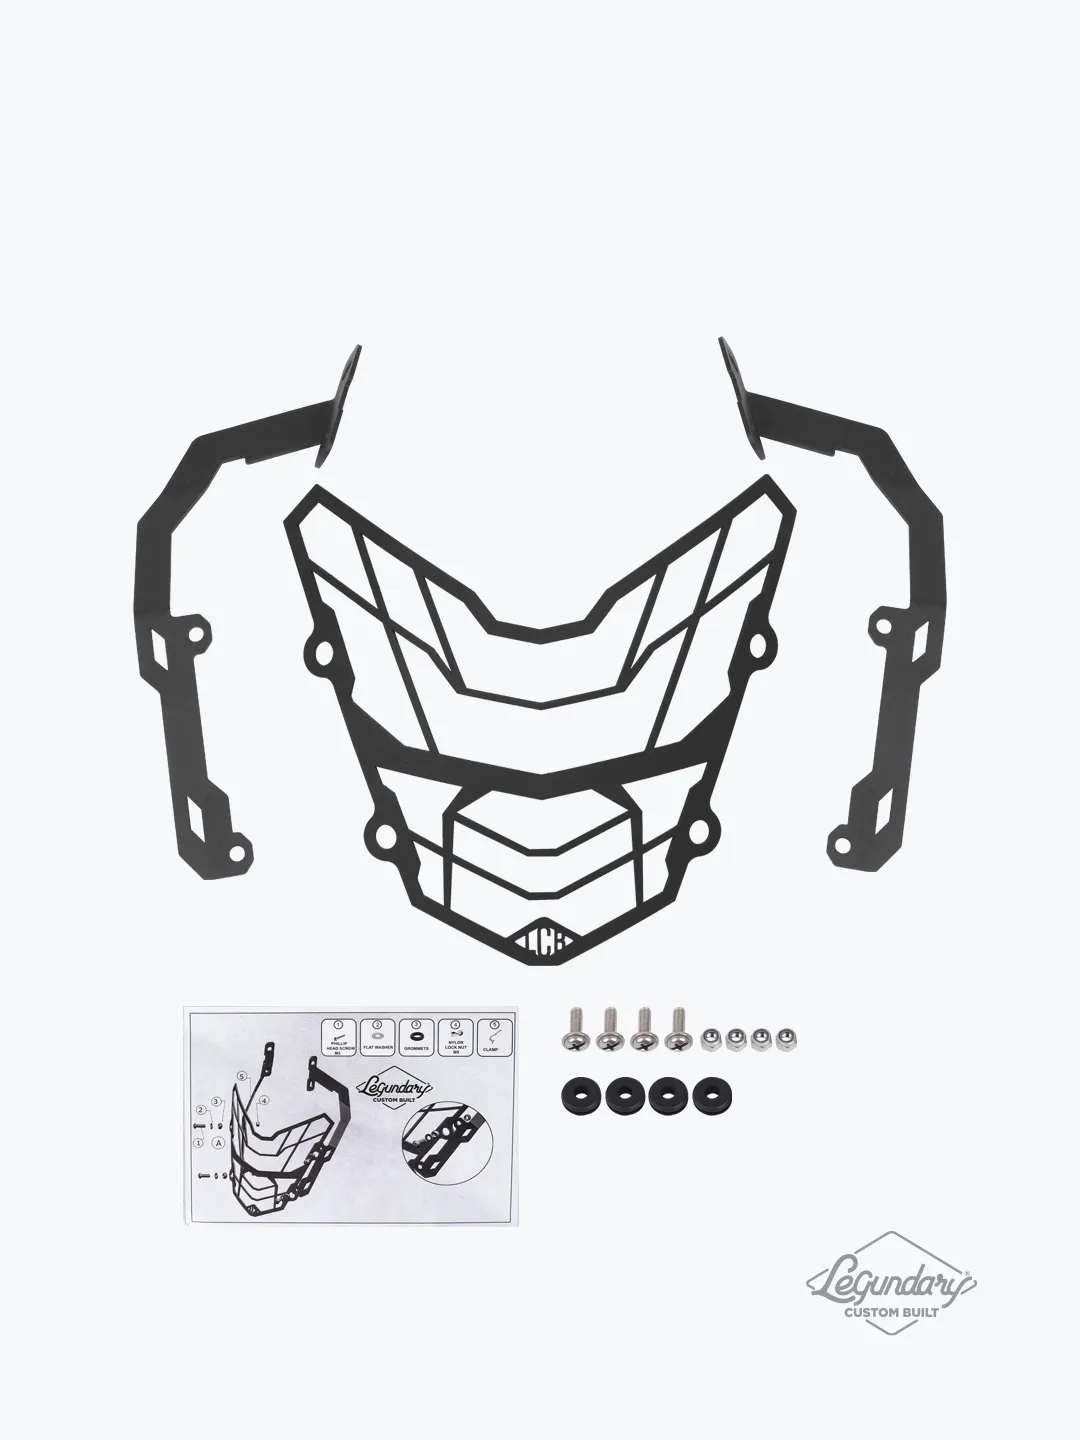 LCB
1
2
3
4
5
PHILLIP
HEAD SCREW
M5
FLAT WASHER
GROMMETS
NYLON
LOCK NUT
M5
CLAMP
LeGundary
CUSTOM BUILT
5
4
3
2
1
A
LeGundary®
CUSTOM BUILT